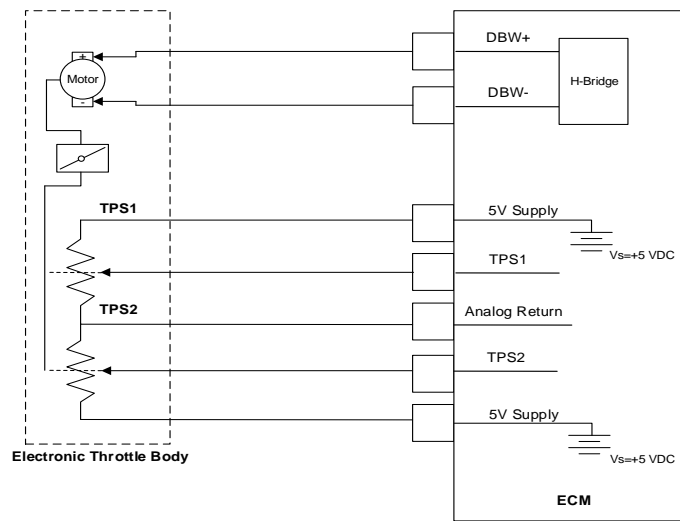 DBW+
+
Motor
H-Bridge
-
DBW-
TPS1
5V Supply
Vs=+5 VDC
TPS1
TPS2
Analog Return
TPS2
5V Supply
Vs=+5 VDC
Electronic Throttle Body
ECM